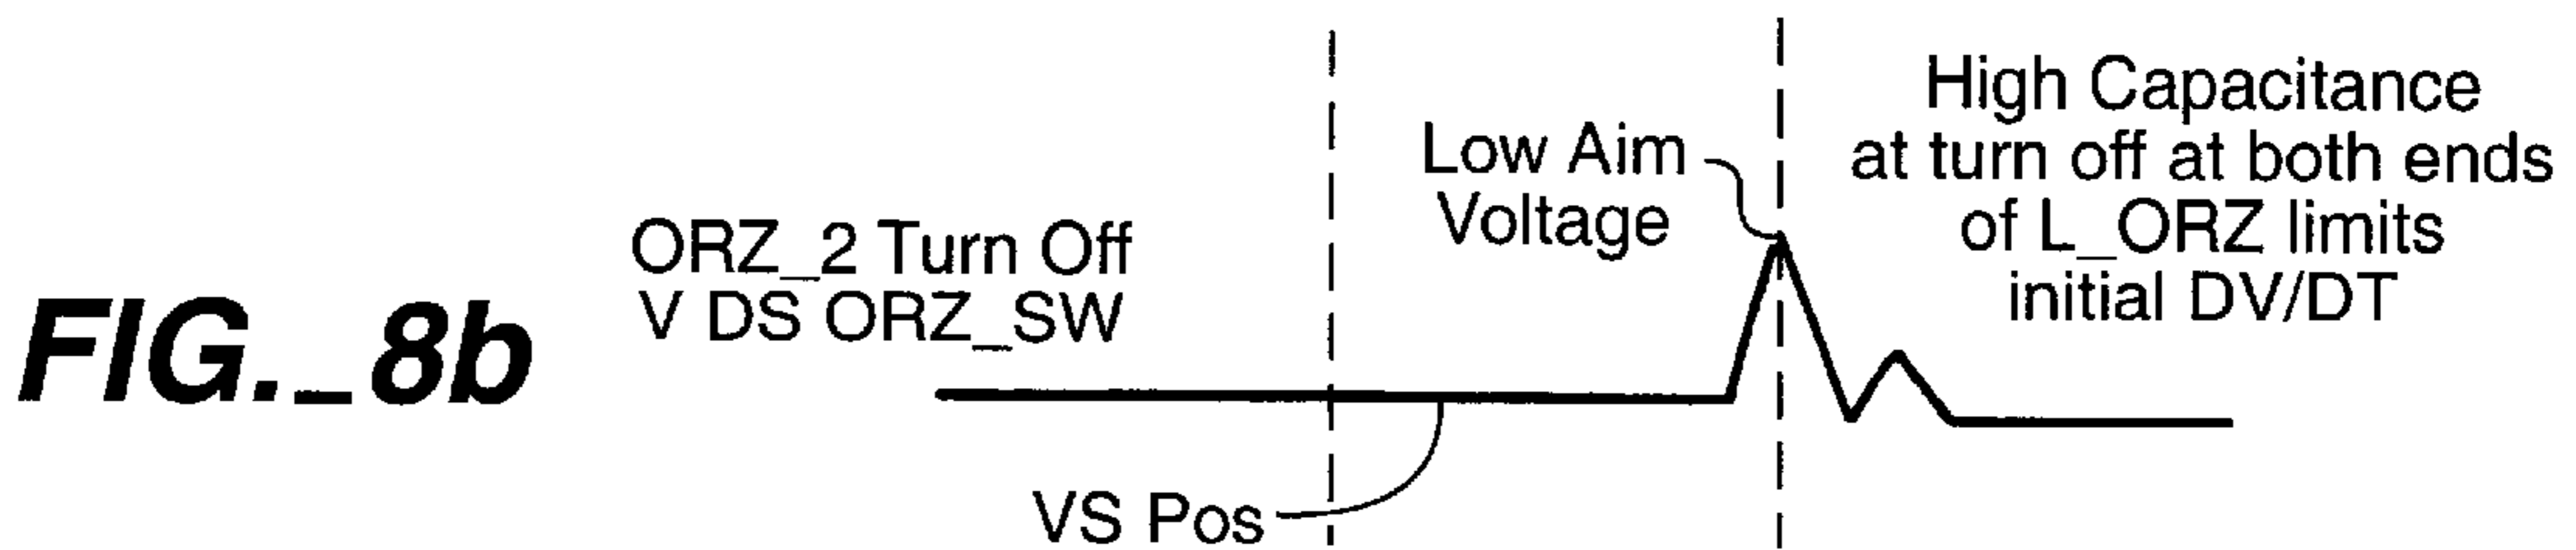 FIG._8b
ORZ_2 Turn Off
V DS ORZ_SW
VS Pos
Low Aim
Voltage
High Capacitance
at turn off at both ends
of L_ORZ limits
initial DV/DT